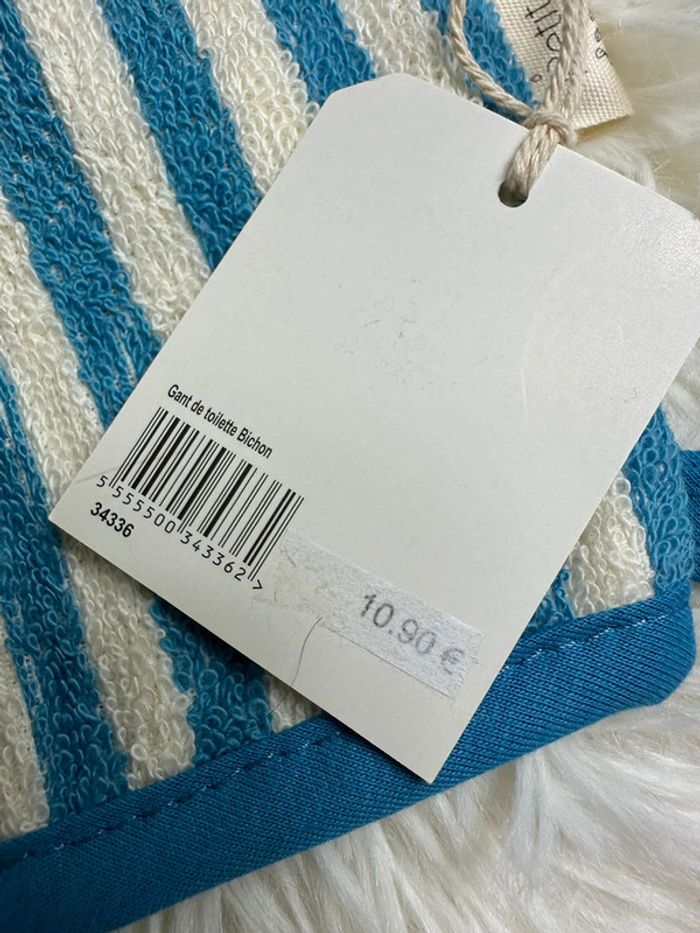 Gant de toilette Bichon
5 555500 343362 >
34336
10.90 €